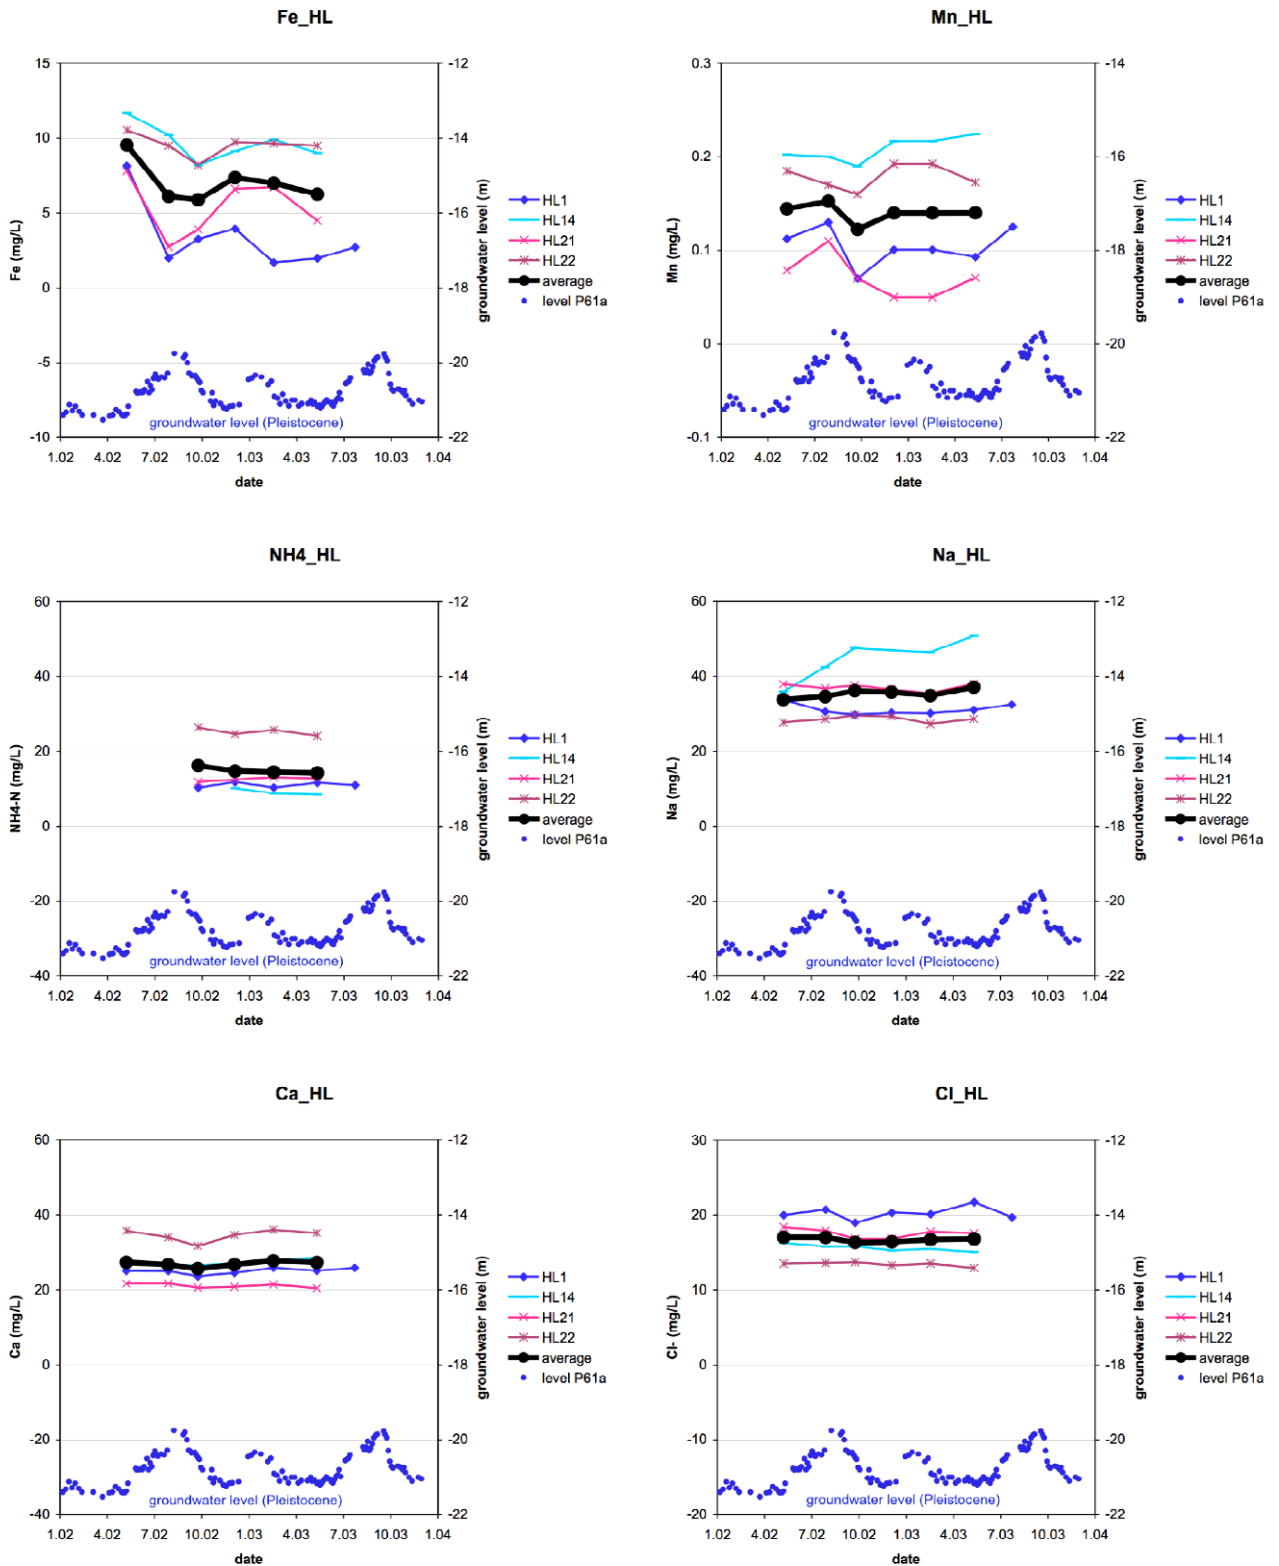 Fe_HL
15
10
5
0
-5
-10
-12
-14
-16
-18
-20
-22
Fe (mg/L)
groundwater level (m)
groundwater level (Pleistocene)
1.02 4.02 7.02 10.02 1.03 4.03 7.03 10.03 1.04
date
HL1
HL14
HL21
HL22
average
level P61a
Mn_HL
0.3
0.2
0.1
0
-0.1
-14
-16
-18
-20
-22
Mn (mg/L)
groundwater level (m)
groundwater level (Pleistocene)
1.02 4.02 7.02 10.02 1.03 4.03 7.03 10.03 1.04
date
HL1
HL14
HL21
HL22
average
level P61a
NH4_HL
60
40
20
0
-20
-40
-12
-14
-16
-18
-20
-22
NH4-N (mg/L)
groundwater level (m)
groundwater level (Pleistocene)
1.02 4.02 7.02 10.02 1.03 4.03 7.03 10.03 1.04
date
HL1
HL14
HL21
HL22
average
level P61a
Na_HL
60
40
20
0
-20
-40
-12
-14
-16
-18
-20
-22
Na (mg/L)
groundwater level (m)
groundwater level (Pleistocene)
1.02 4.02 7.02 10.02 1.03 4.03 7.03 10.03 1.04
date
HL1
HL14
HL21
HL22
average
level P61a
Ca_HL
60
40
20
0
-20
-40
-12
-14
-16
-18
-20
-22
Ca (mg/L)
groundwater level (m)
groundwater level (Pleistocene)
1.02 4.02 7.02 10.02 1.03 4.03 7.03 10.03 1.04
date
HL1
HL14
HL21
HL22
average
level P61a
Cl_HL
30
20
10
0
-10
-20
-12
-14
-16
-18
-20
-22
Cl- (mg/L)
groundwater level (m)
groundwater level (Pleistocene)
1.02 4.02 7.02 10.02 1.03 4.03 7.03 10.03 1.04
date
HL1
HL14
HL21
HL22
average
level P61a